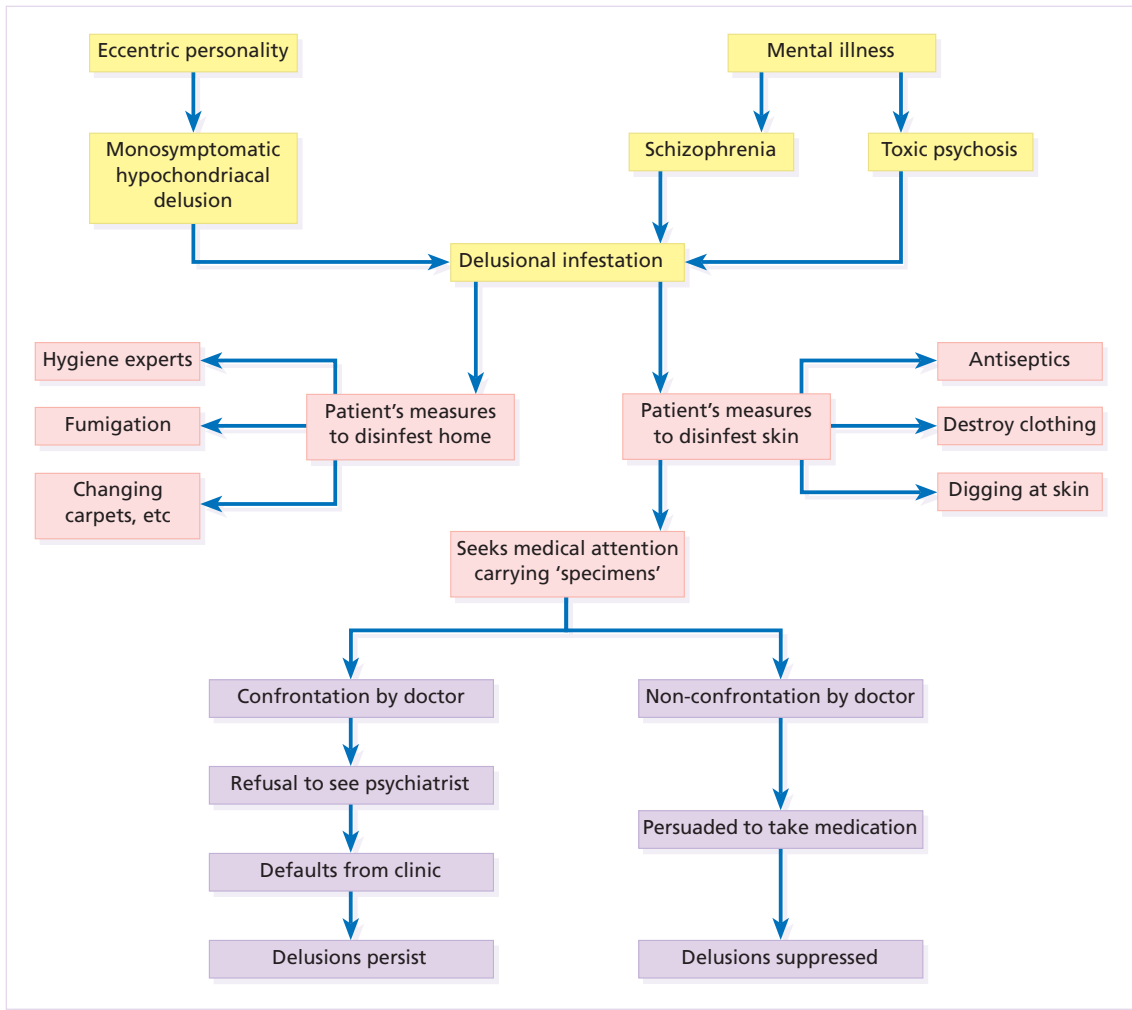 Eccentric personality
Mental illness
Monosymptomatic
hypochondriacal
delusion
Schizophrenia
Toxic psychosis
Delusional infestation
Hygiene experts
Fumigation
Changing
carpets, etc
Patient’s measures
to disinfest home
Patient’s measures
to disinfest skin
Antiseptics
Destroy clothing
Digging at skin
Seeks medical attention
carrying ‘specimens’
Confrontation by doctor
Refusal to see psychiatrist
Defaults from clinic
Delusions persist
Non-confrontation by doctor
Persuaded to take medication
Delusions suppressed